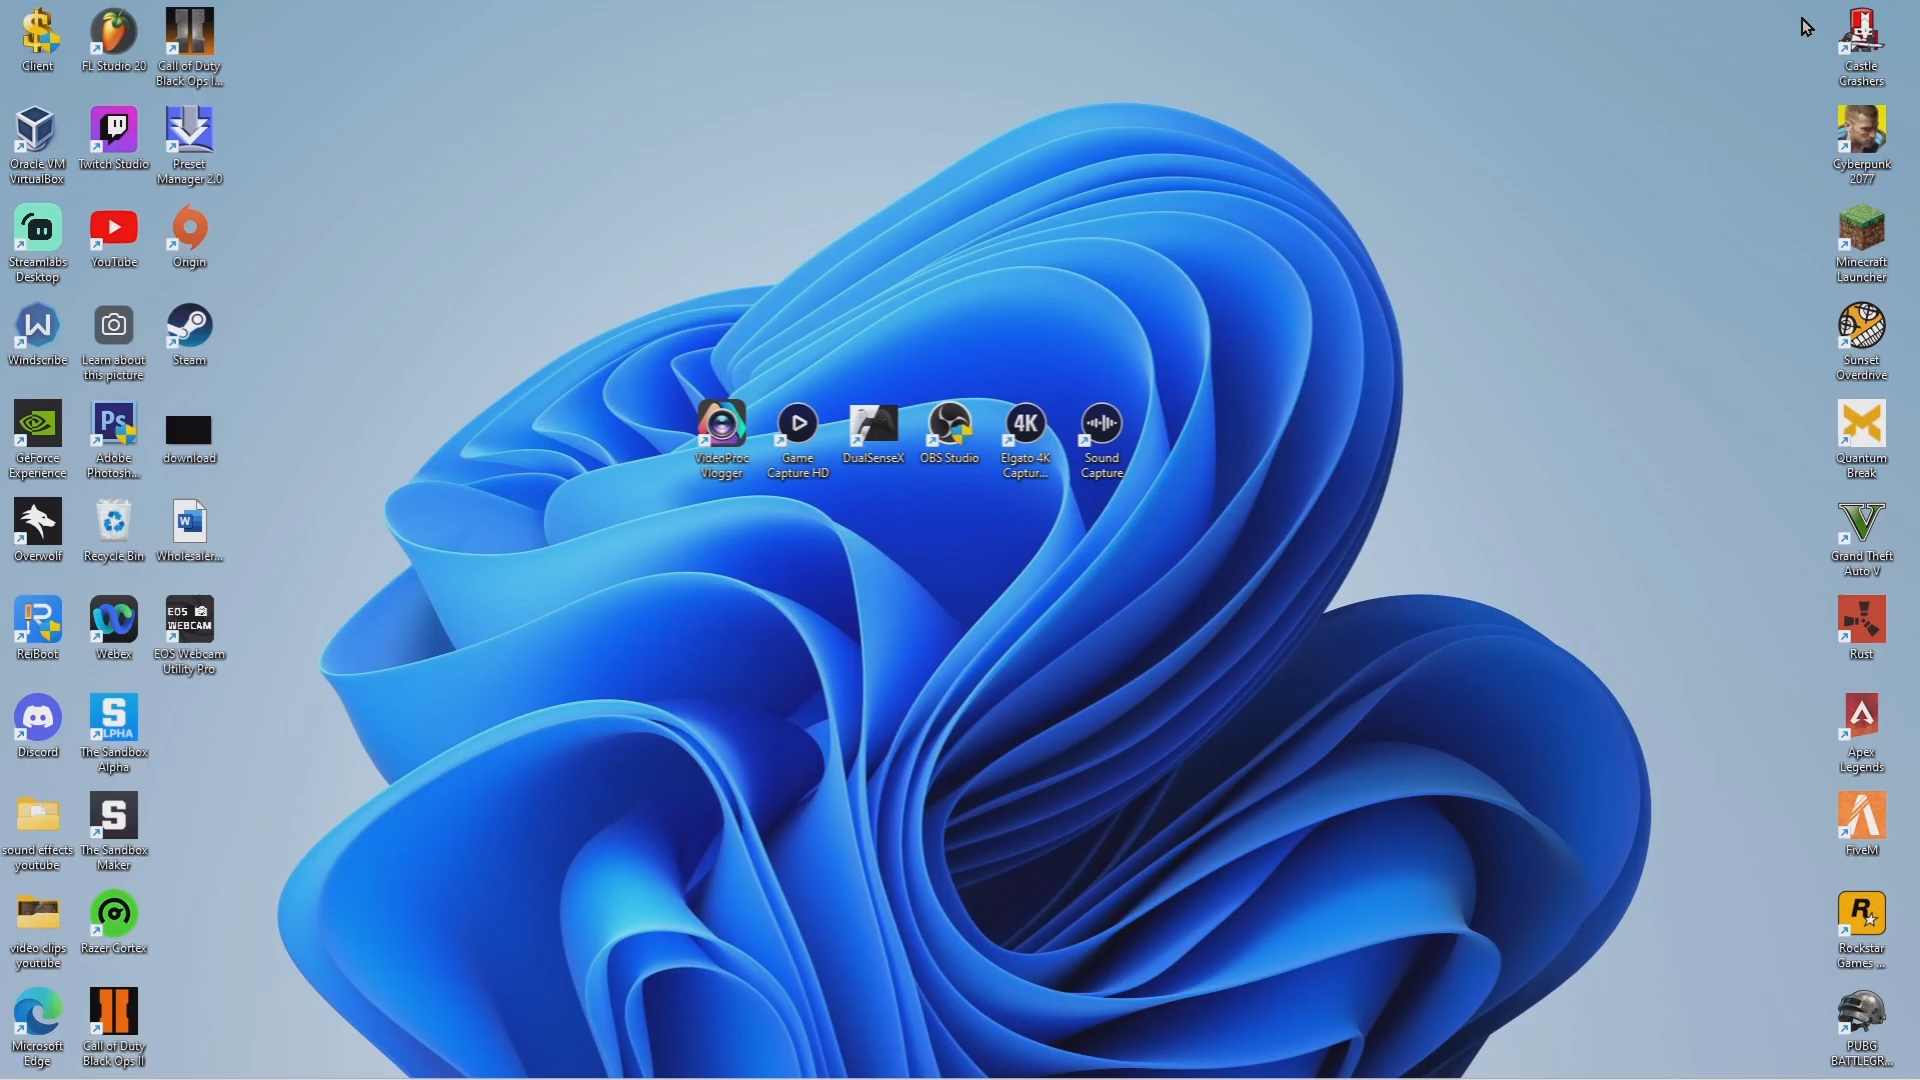 Client
FL Studio 20
Call of Duty
Black Ops I...
Oracle VM
VirtualBox
Twitch Studio
Preset
Manager 2.0
Streamlabs
Desktop
YouTube
Origin
Windscribe
Learn about
this picture
Steam
GeForce
Experience
Ps
Adobe
Photosh...
download
Overwolf
Recycle Bin
W
Wholesaler...
ReiBoot
Webex
EOS
WEBCAM
EOS Webcam
Utility Pro
Discord
S
ALPHA
The Sandbox
Alpha
sound effects
youtube
S
The Sandbox
Maker
video clips
youtube
Razer Cortex
Microsoft
Edge
Call of Duty
Black Ops II
VideoProc
Vlogger
Game
Capture HD
DualSenseX
OBS Studio
4K
Elgato 4K
Captur...
Sound
Capture
Castle
Crashers
Cyberpunk
2077
Minecraft
Launcher
Sunset
Overdrive
Quantum
Break
V
Grand Theft
Auto V
Rust
Apex
Legends
FiveM
R
Rockstar
Games ...
PUBG
BATTLEGR...